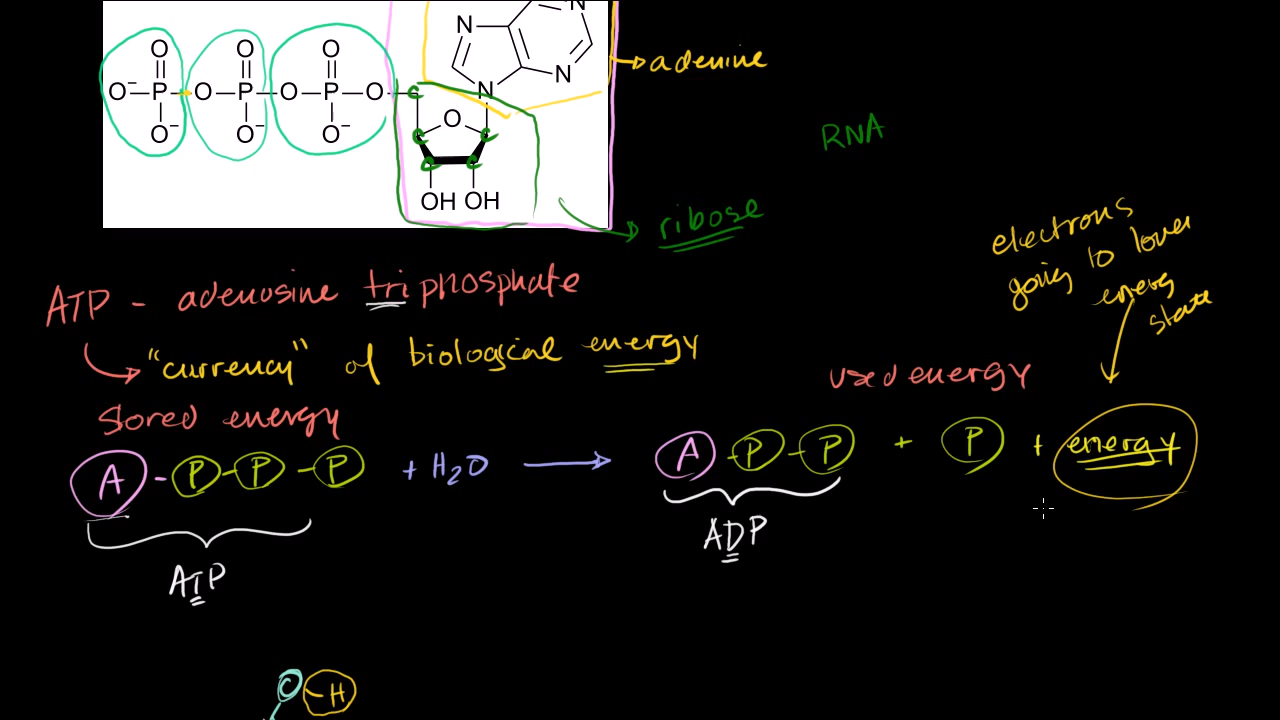 O O O N N
O⁻ P O P O P O N N
O⁻ O⁻ O⁻ O
OH OH
adenine
RNA
ribose
electrons
going to lower
energy
state
ATP - adenosine triphosphate
"currency" of biological energy
stored energy
used energy
A - P - P - P + H₂O → A - P - P + P + energy
ATP
ADP
O - H